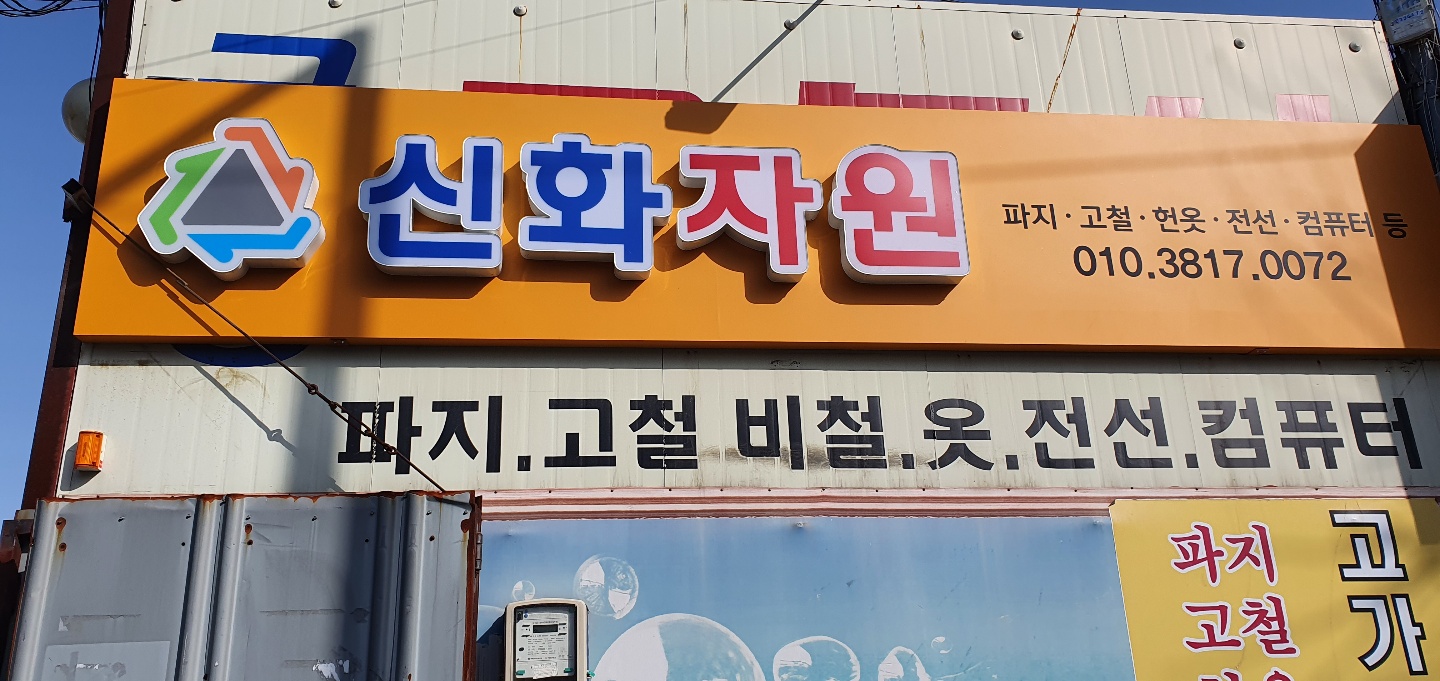 신화자원
파지·고철·헌옷·전선·컴퓨터 등
010.3817.0072
파지.고철 비철.옷.전선.컴퓨터
파지
고철
고가